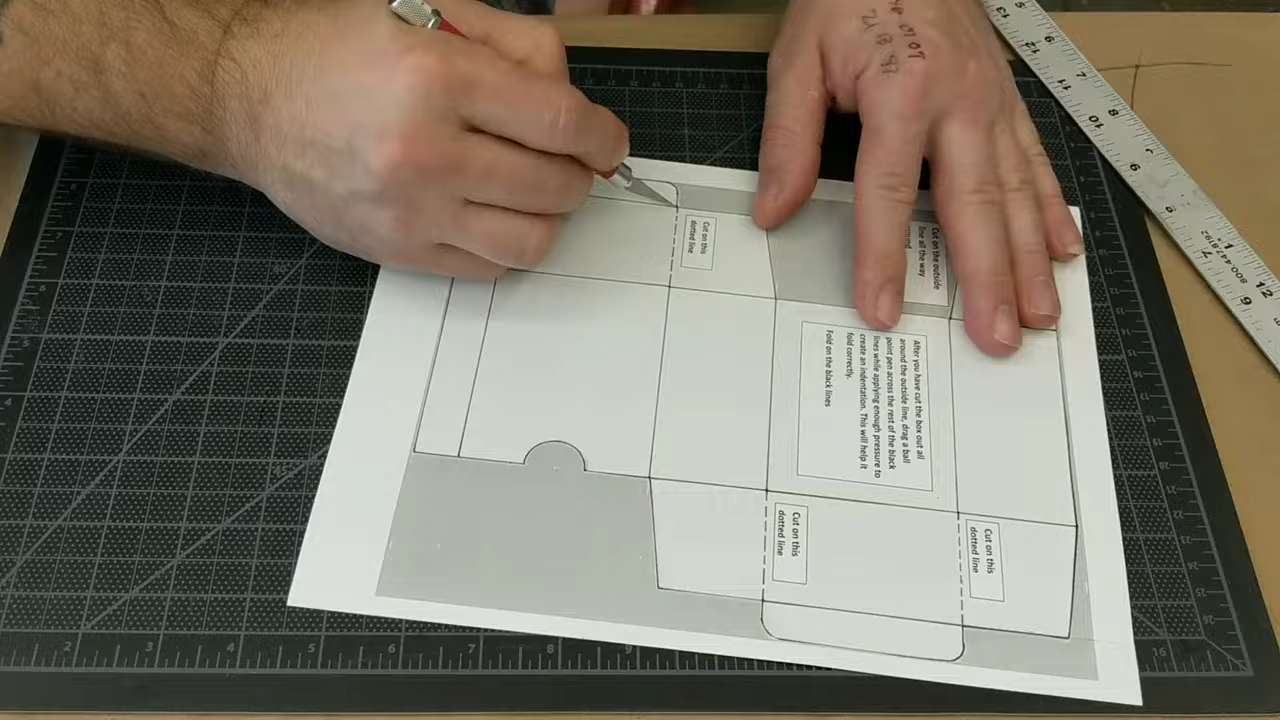 Cut on this
dotted line
Cut on the outside
line all the way
around
After you have cut the box out all
around the outside line, drag a ball
point pen across the rest of the black
lines while applying enough pressure to
create an indentation. This will help it
fold correctly.
Fold on the black lines
Cut on this
dotted line
Cut on this
dotted line